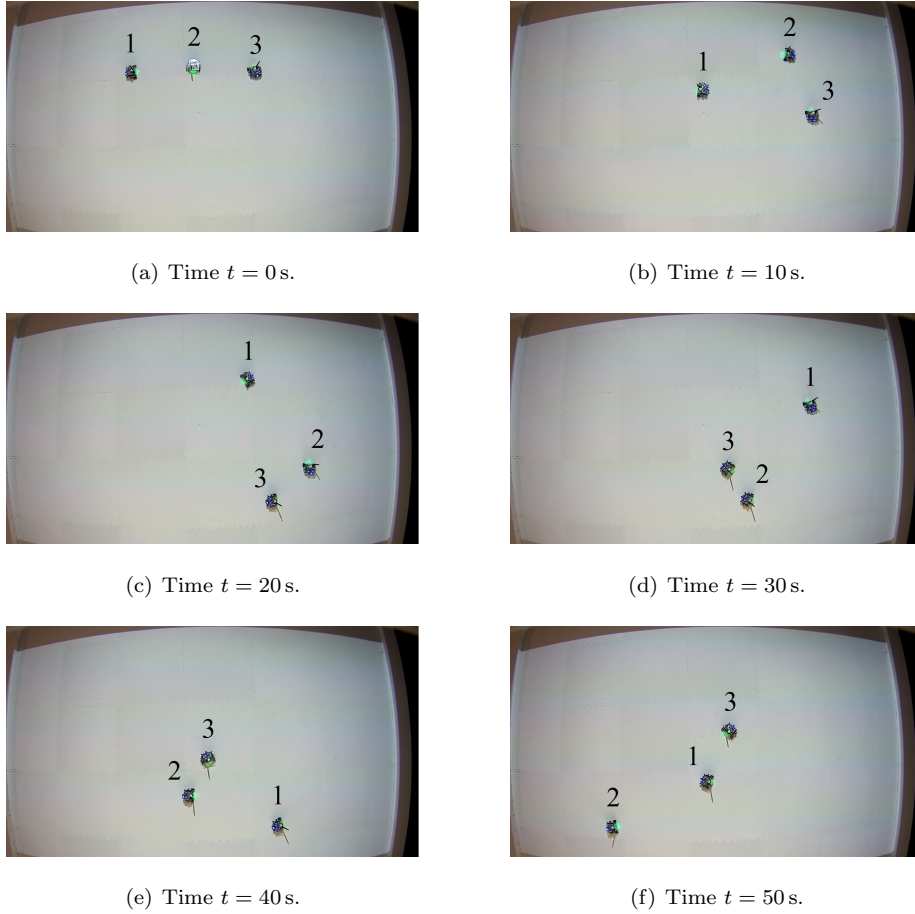 1 2 3
2
1
3
(a) Time t = 0 s.
(b) Time t = 10 s.
1
2
3
1
3
2
(c) Time t = 20 s.
(d) Time t = 30 s.
3
2
1
3
1
2
(e) Time t = 40 s.
(f) Time t = 50 s.